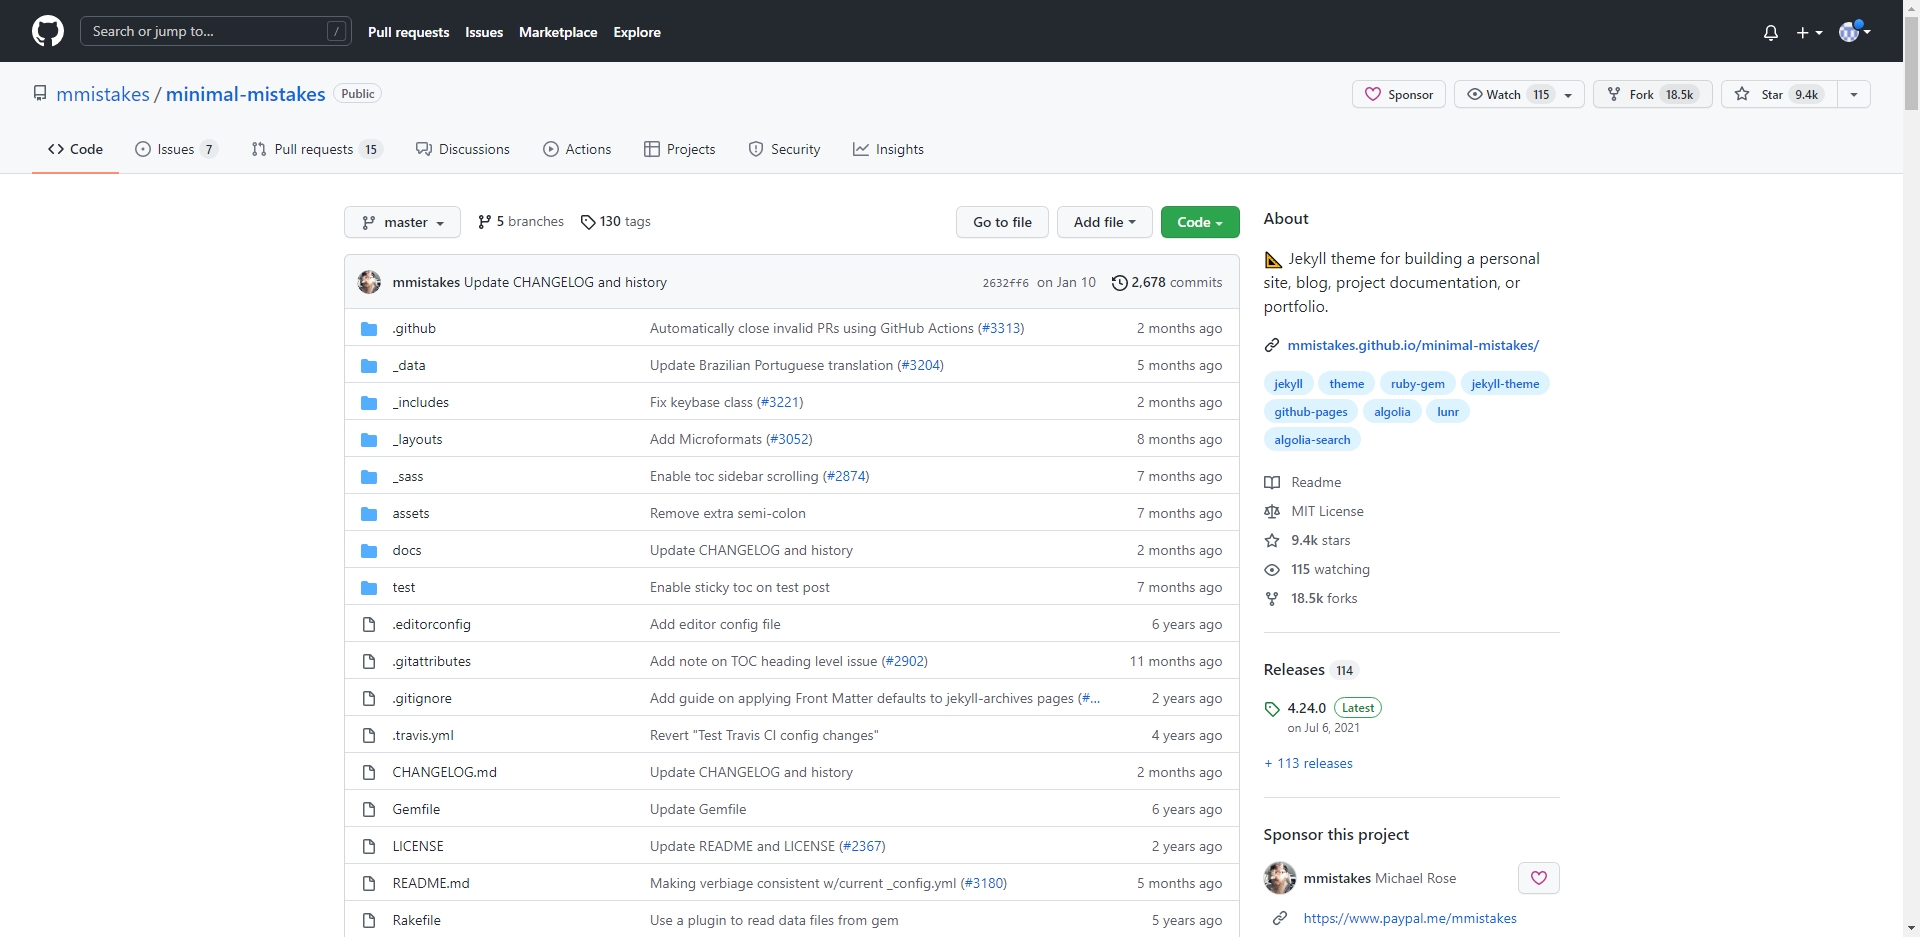 Search or jump to... /
Pull requests Issues Marketplace Explore
mmistakes / minimal-mistakes Public
Sponsor Watch 115 Fork 18.5k Star 9.4k
Code Issues 7 Pull requests 15 Discussions Actions Projects Security Insights
master 5 branches 130 tags Go to file Add file Code
mmistakes Update CHANGELOG and history 2632ff6 on Jan 10 2,678 commits
.github Automatically close invalid PRs using GitHub Actions (#3313) 2 months ago
_data Update Brazilian Portuguese translation (#3204) 5 months ago
_includes Fix keybase class (#3221) 2 months ago
_layouts Add Microformats (#3052) 8 months ago
_sass Enable toc sidebar scrolling (#2874) 7 months ago
assets Remove extra semi-colon 7 months ago
docs Update CHANGELOG and history 2 months ago
test Enable sticky toc on test post 7 months ago
.editorconfig Add editor config file 6 years ago
.gitattributes Add note on TOC heading level issue (#2902) 11 months ago
.gitignore Add guide on applying Front Matter defaults to jekyll-archives pages (#... 2 years ago
.travis.yml Revert "Test Travis CI config changes" 4 years ago
CHANGELOG.md Update CHANGELOG and history 2 months ago
Gemfile Update Gemfile 6 years ago
LICENSE Update README and LICENSE (#2367) 2 years ago
README.md Making verbiage consistent w/current _config.yml (#3180) 5 months ago
Rakefile Use a plugin to read data files from gem 5 years ago
About
Jekyll theme for building a personal
site, blog, project documentation, or
portfolio.
mmistakes.github.io/minimal-mistakes/
jekyll theme ruby-gem jekyll-theme
github-pages algolia lunr
algolia-search
Readme
MIT License
9.4k stars
115 watching
18.5k forks
Releases 114
4.24.0 Latest
on Jul 6, 2021
+ 113 releases
Sponsor this project
mmistakes Michael Rose
https://www.paypal.me/mmistakes